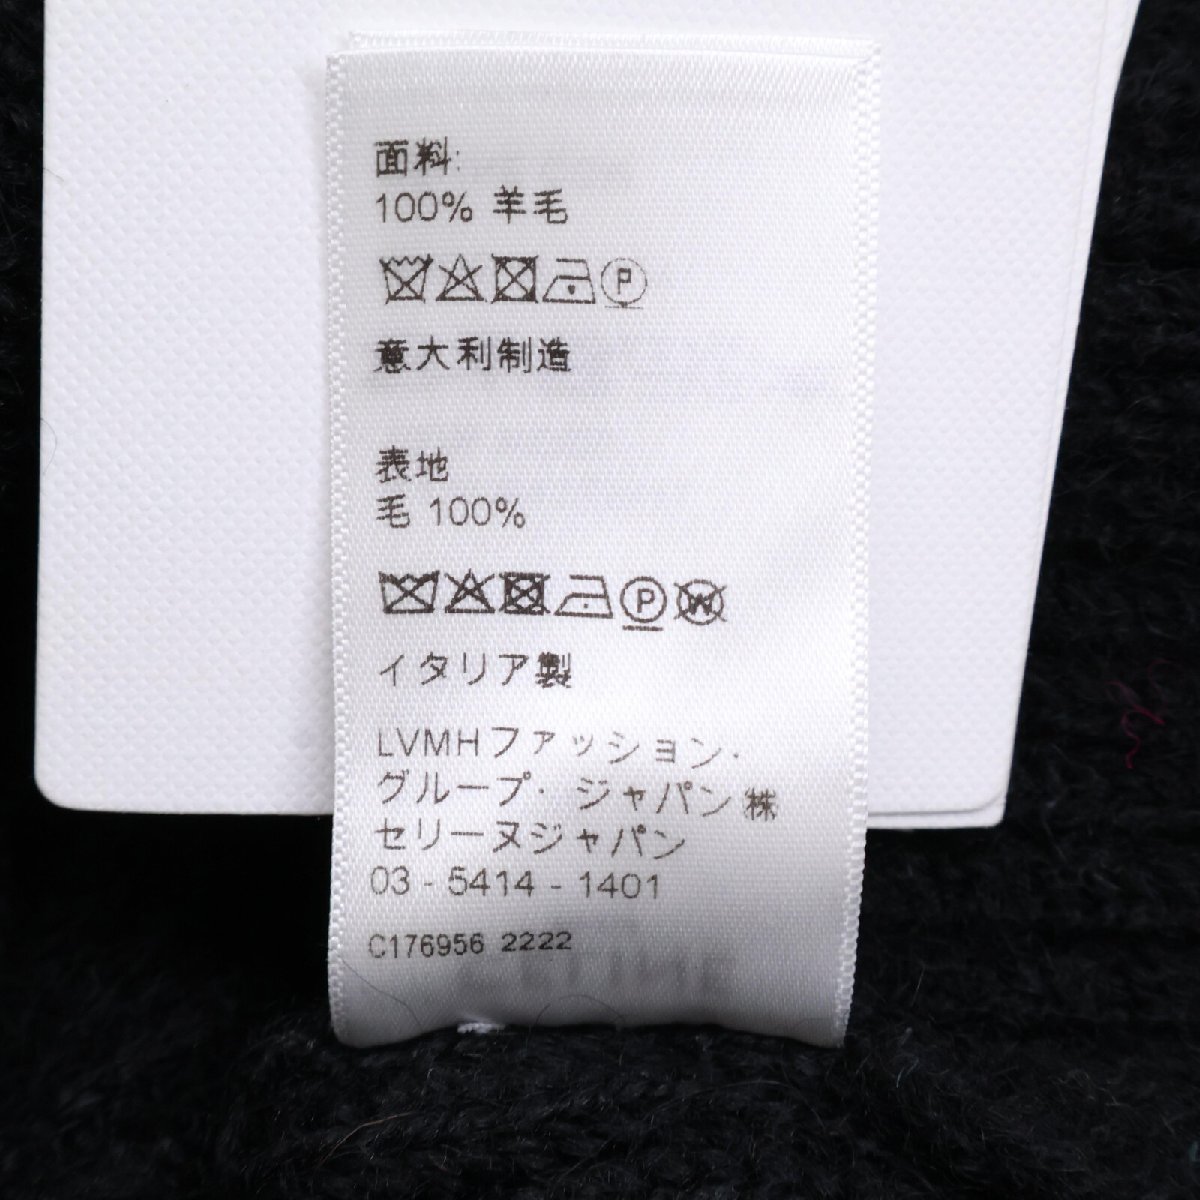 面料:
100% 羊毛
P
意大利制造
表地
毛 100%
P W
イタリア製
LVMHファッション・
グループ・ジャパン㈱
セリーヌジャパン
03 - 5414 - 1401
C176956 2222